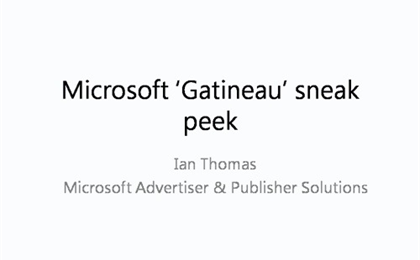 Microsoft ‘Gatineau’ sneak
peek
Ian Thomas
Microsoft Advertiser & Publisher Solutions